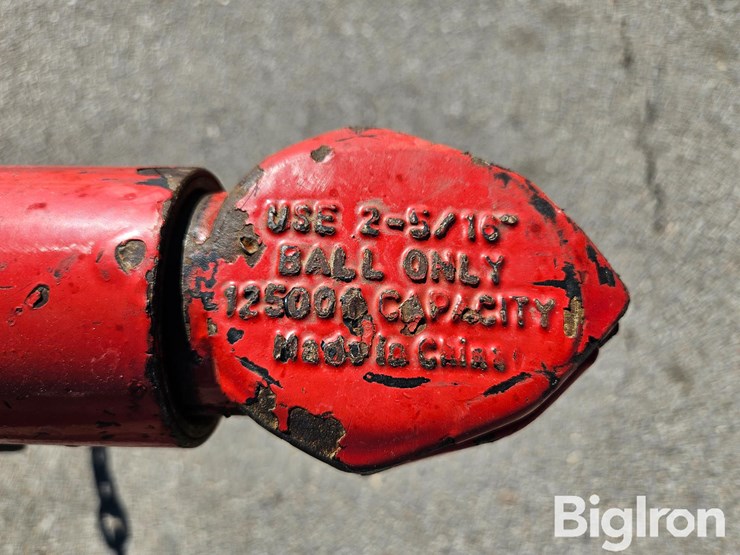 USE 2-5/16"
BALL ONLY
12500# CAPACITY
Made In China
BigIron